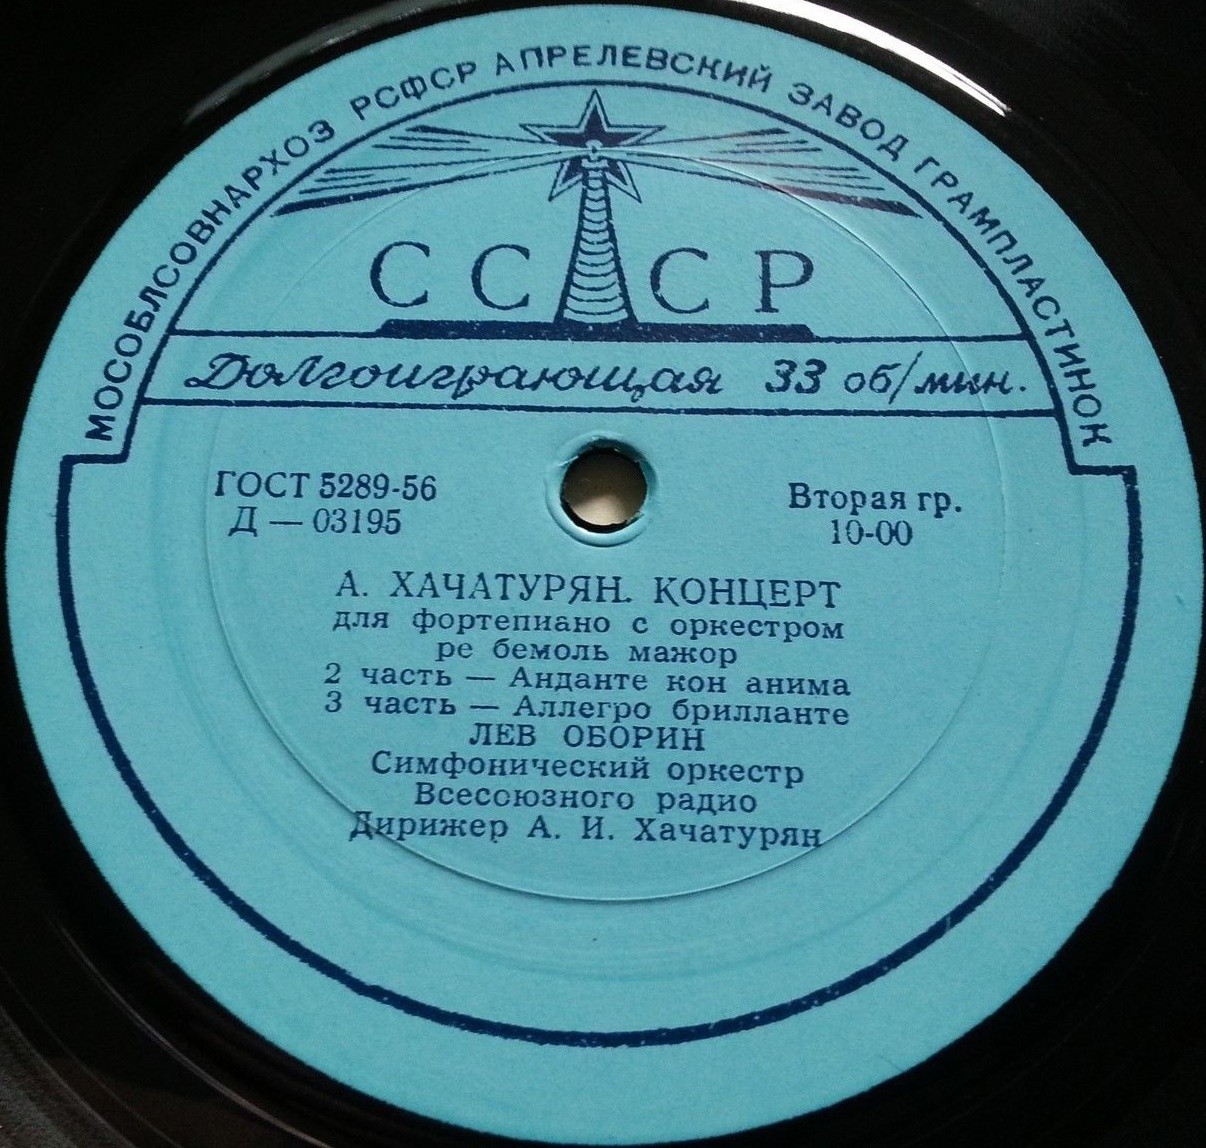 МОСОБЛСОВНАРХОЗ РСФСР АПРЕЛЕВСКИЙ ЗАВОД ГРАМПЛАСТИНОК
СССР
Долгоиграющая 33 об/мин.
ГОСТ 5289-56
Д — 03195
Вторая гр.
10-00
А. ХАЧАТУРЯН. КОНЦЕРТ
для фортепиано с оркестром
ре бемоль мажор
2 часть — Анданте кон анима
3 часть — Аллегро брилланте
ЛЕВ ОБОРИН
Симфонический оркестр
Всесоюзного радио
Дирижер А. И. Хачатурян